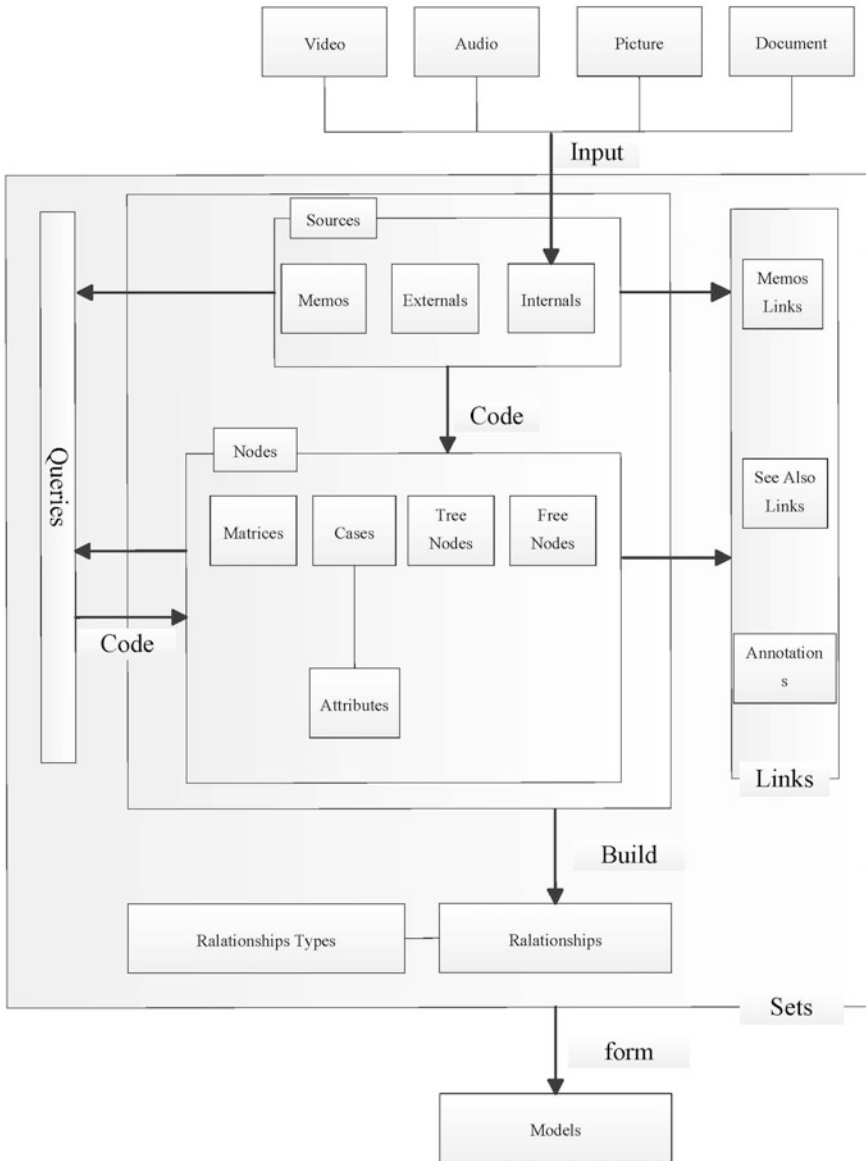 Video
Audio
Picture
Document
Input
Sources
Memos
Externals
Internals
Memos
Links
Code
Queries
Nodes
Matrices
Cases
Tree
Nodes
Free
Nodes
See Also
Links
Code
Attributes
Annotation
s
Links
Build
Ralationships Types
Ralationships
Sets
form
Models